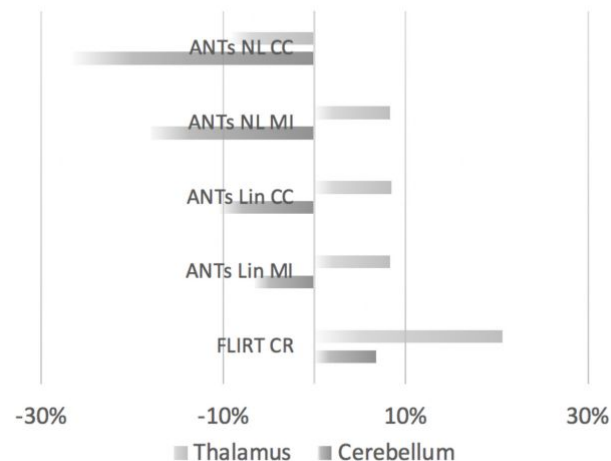 ANTs NL CC
ANTs NL MI
ANTs Lin CC
ANTs Lin MI
FLIRT CR
-30% -10% 10% 30%
Thalamus Cerebellum